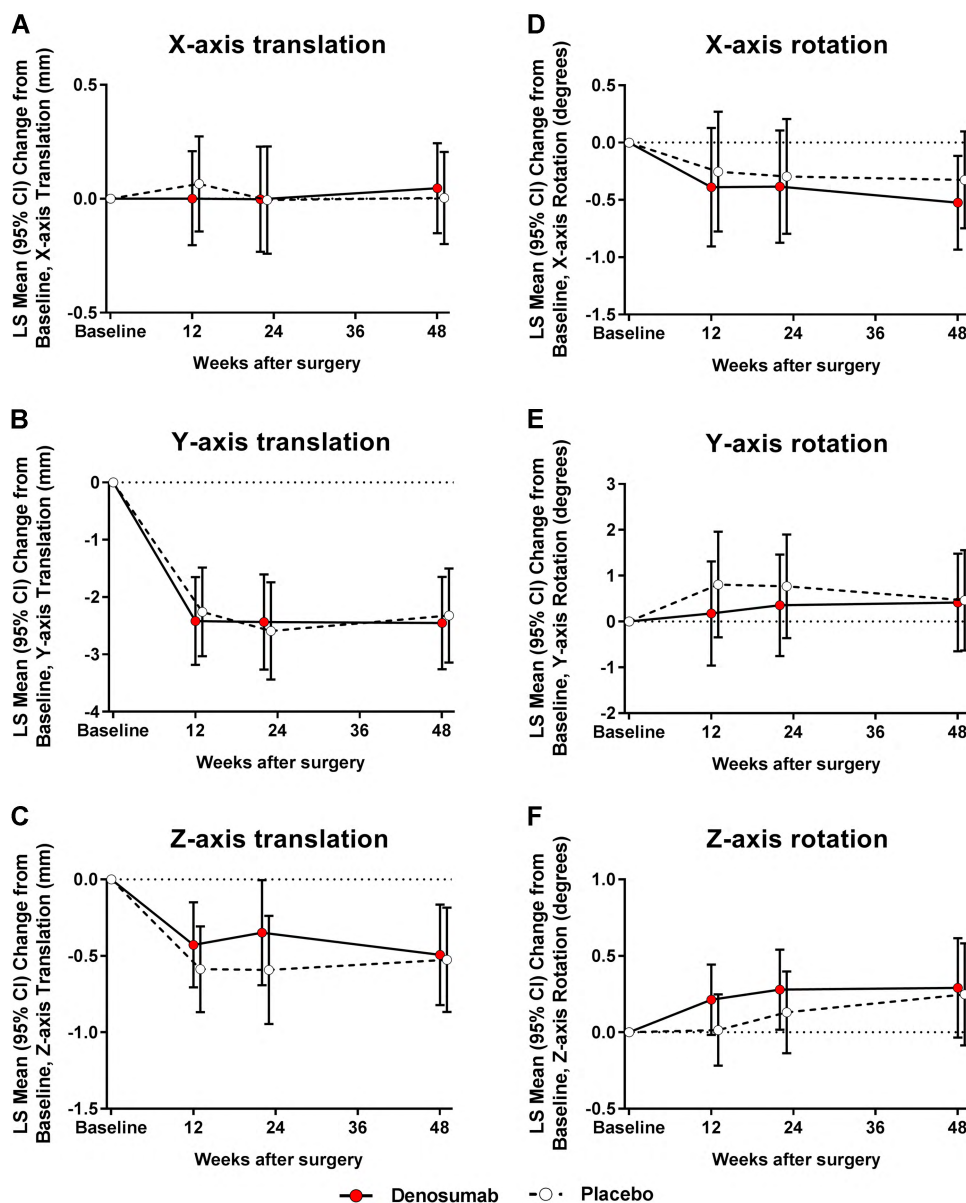 A
X-axis translation
LS Mean (95% CI) Change from
Baseline, X-axis Translation (mm)
0.5
0.0
-0.5
Baseline 12 24 36 48
Weeks after surgery
D
X-axis rotation
LS Mean (95% CI) Change from
Baseline, X-axis Rotation (degrees)
0.5
0.0
-0.5
-1.0
-1.5
Baseline 12 24 36 48
Weeks after surgery
B
Y-axis translation
LS Mean (95% CI) Change from
Baseline, Y-axis Translation (mm)
0
-1
-2
-3
-4
Baseline 12 24 36 48
Weeks after surgery
E
Y-axis rotation
LS Mean (95% CI) Change from
Baseline, Y-axis Rotation (degrees)
3
2
1
0
-1
-2
Baseline 12 24 36 48
Weeks after surgery
C
Z-axis translation
LS Mean (95% CI) Change from
Baseline, Z-axis Translation (mm)
0.0
-0.5
-1.0
-1.5
Baseline 12 24 36 48
Weeks after surgery
F
Z-axis rotation
LS Mean (95% CI) Change from
Baseline, Z-axis Rotation (degrees)
1.0
0.5
0.0
-0.5
Baseline 12 24 36 48
Weeks after surgery
Denosumab Placebo